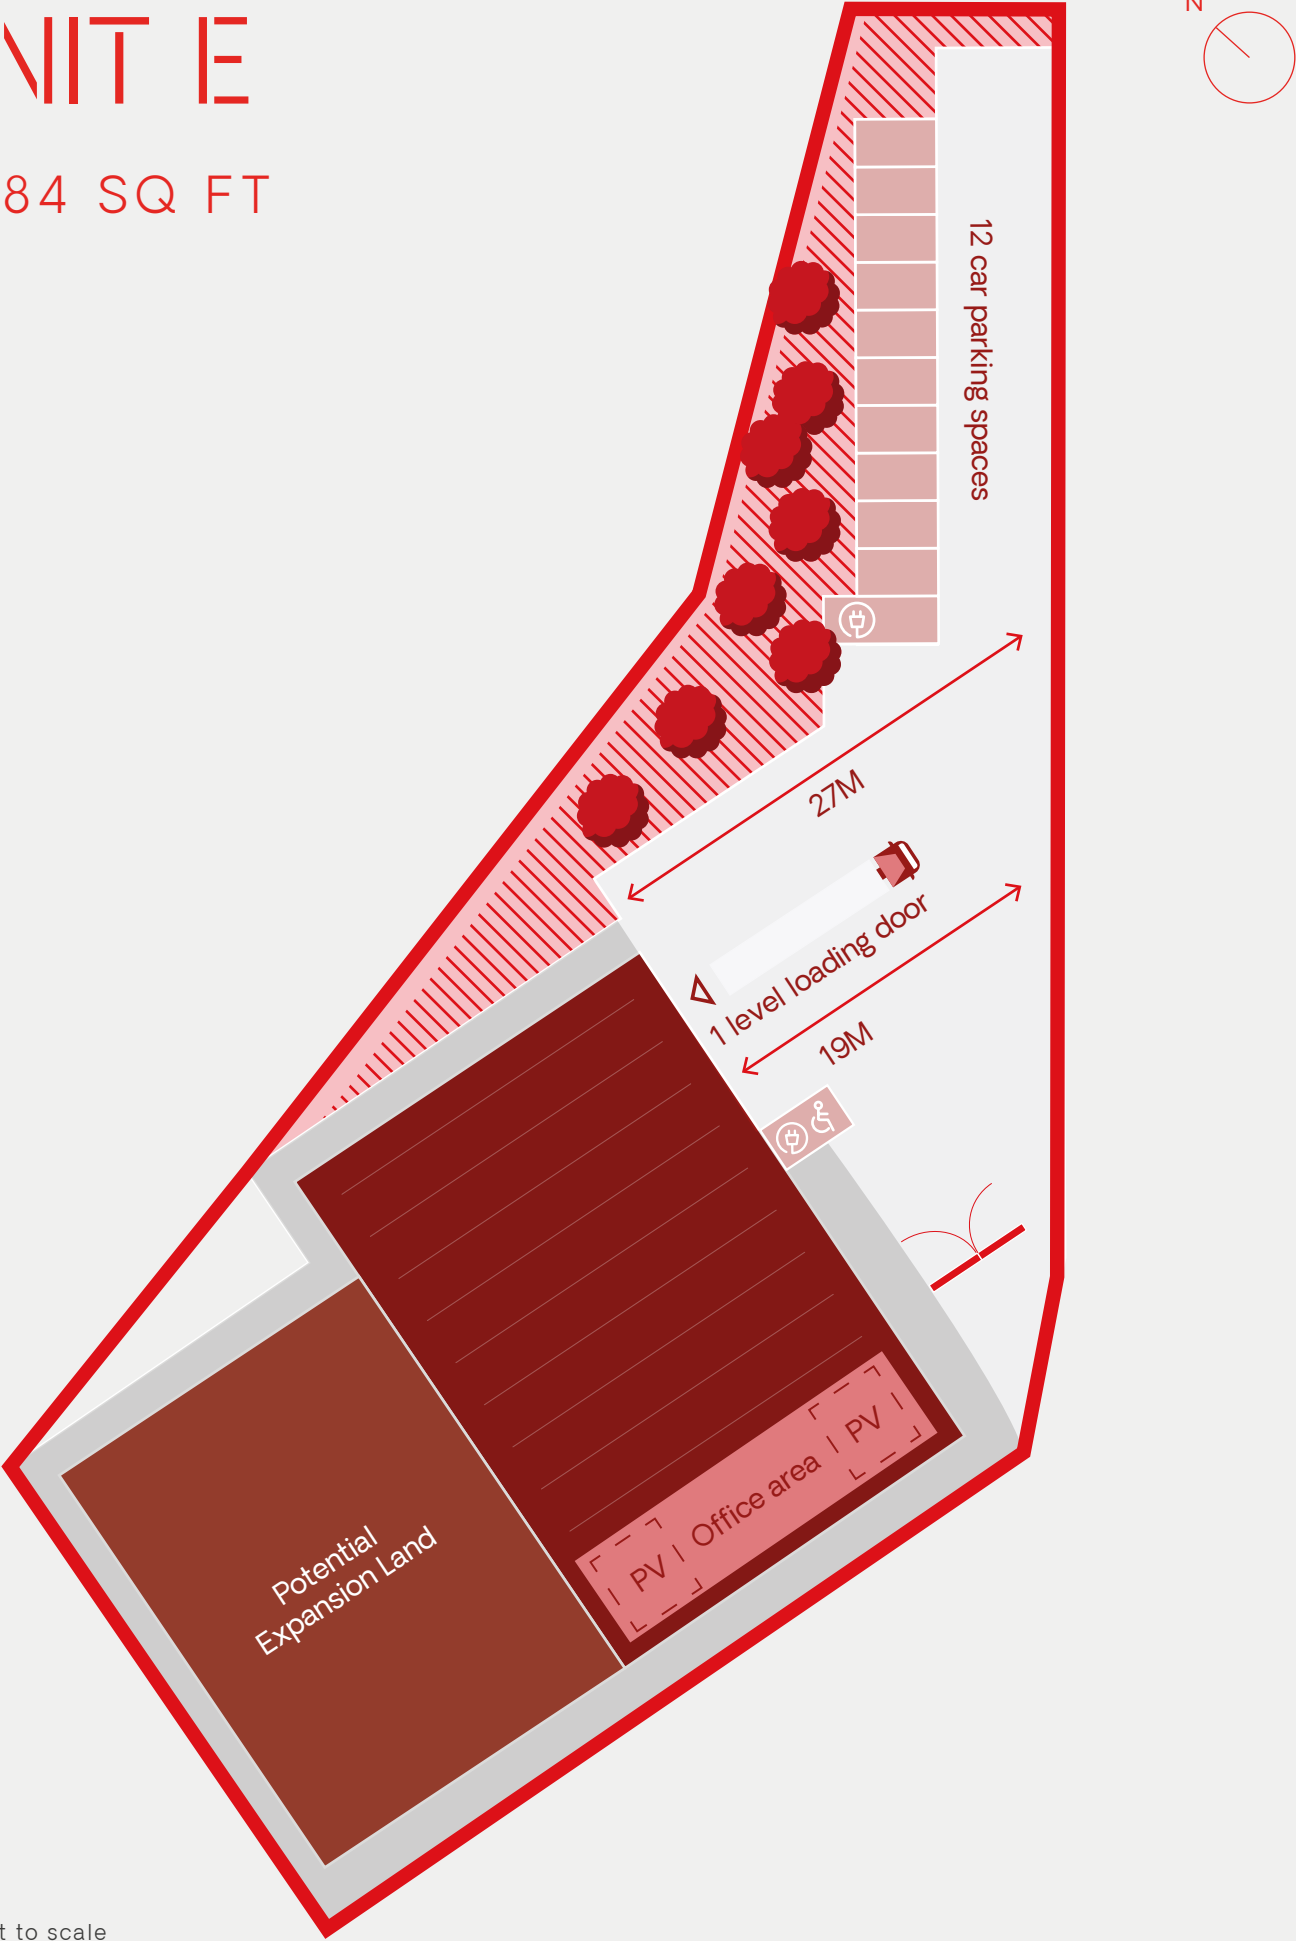 NIT E
84 SQ FT
N
12 car parking spaces
27M
1 level loading door
19M
PV
Office area
PV
Potential
Expansion Land
t to scale